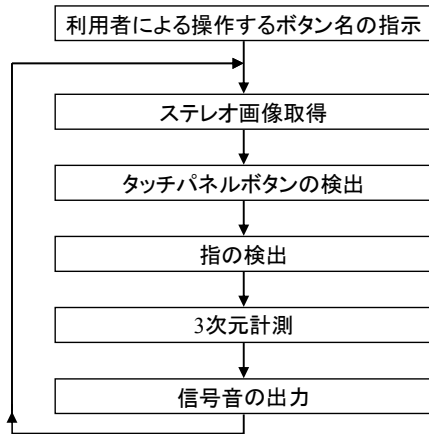 利用者による操作するボタン名の指示
ステレオ画像取得
タッチパネルボタンの検出
指の検出
3次元計測
信号音の出力